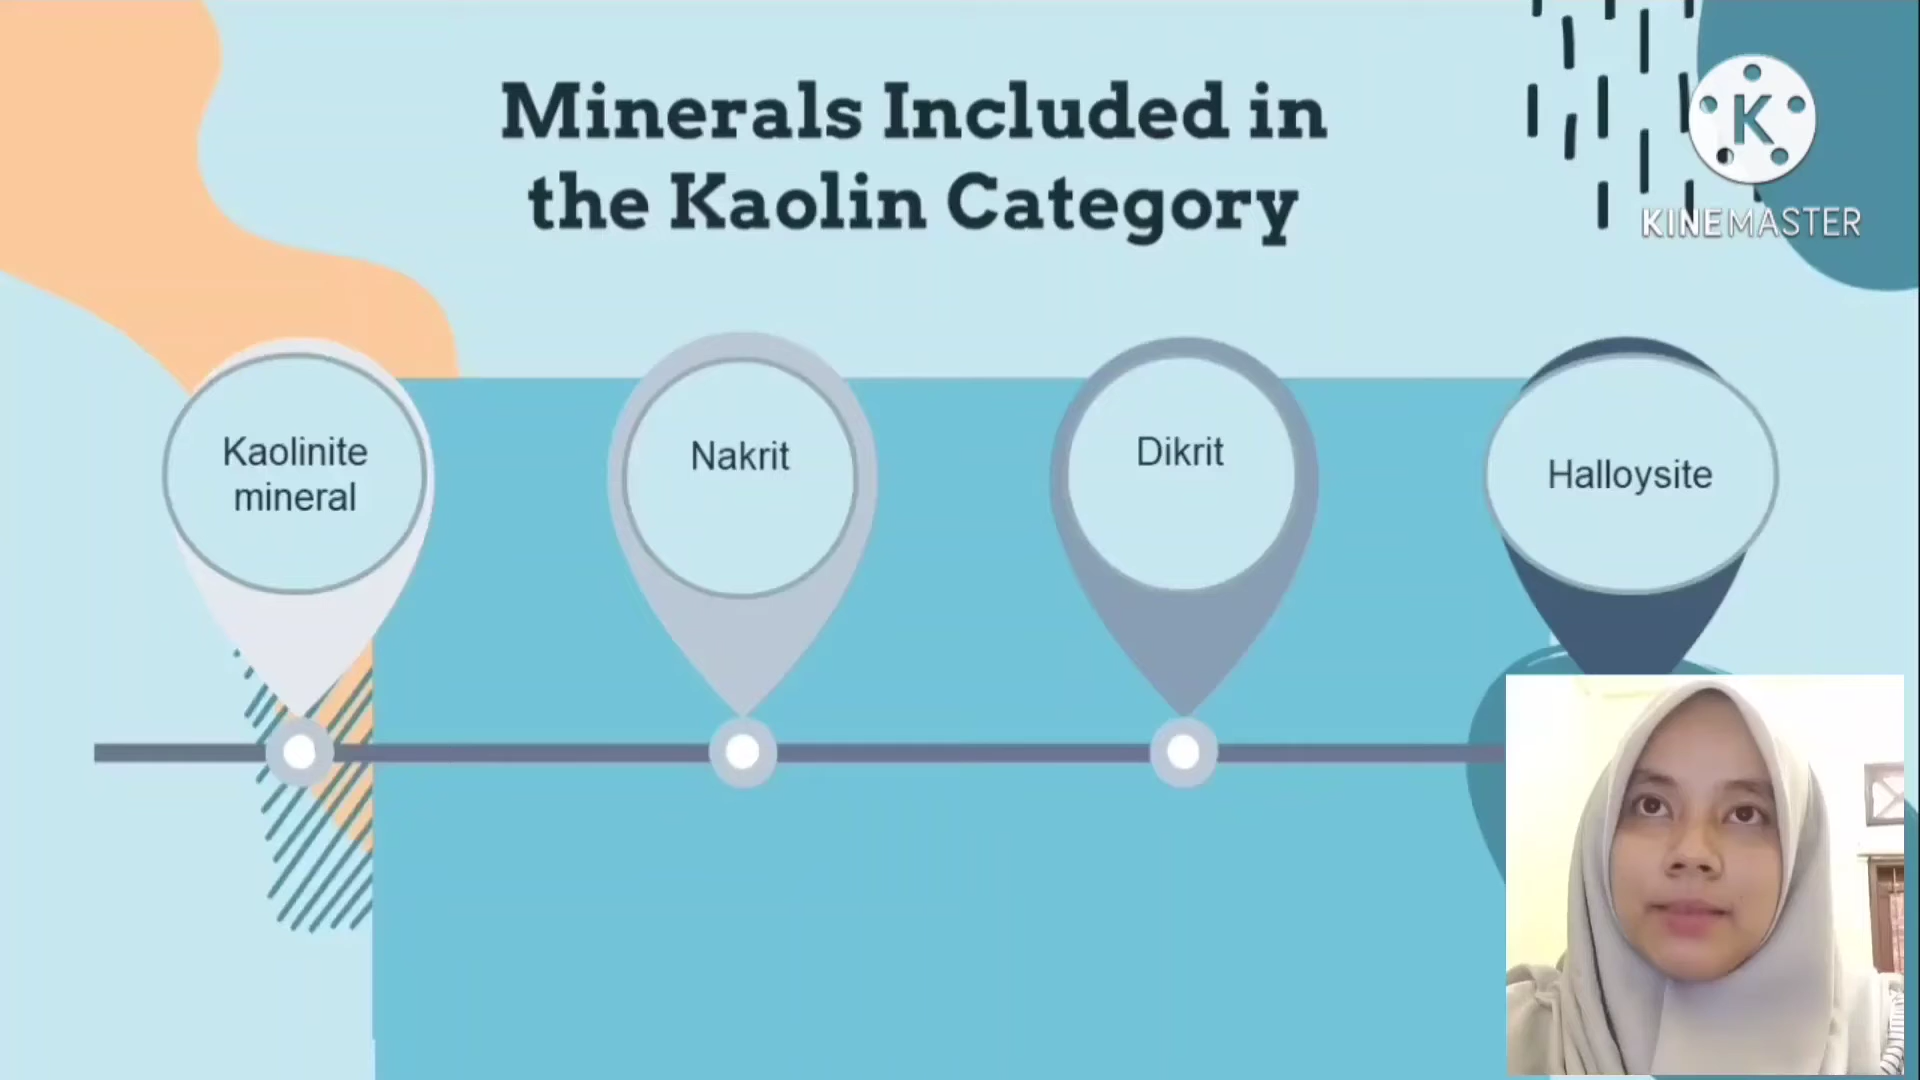 Minerals Included in
the Kaolin Category
K
KINEMASTER
Kaolinite
mineral
Nakrit
Dikrit
Halloysite